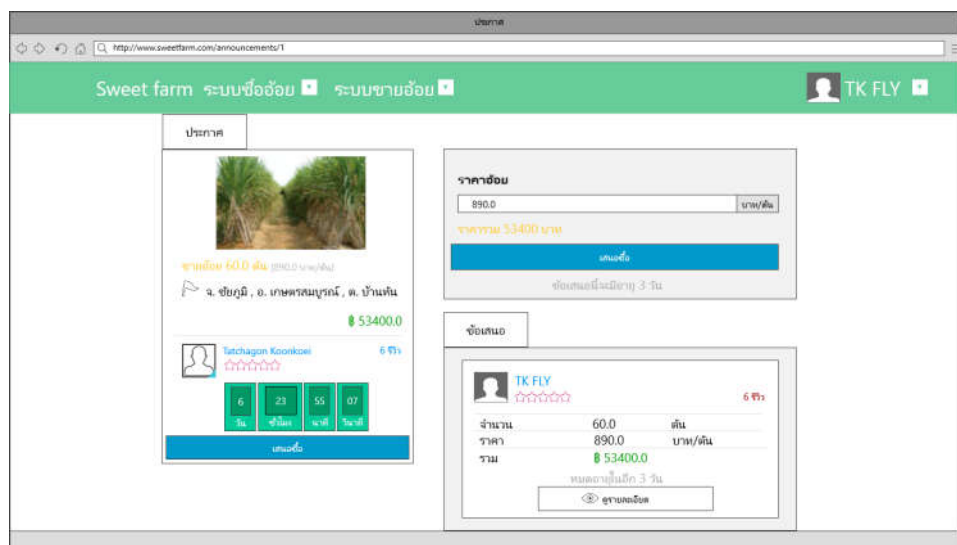 ประกาศ
http://www.sweetfarm.com/announcements/1
Sweet farm ระบบซื้ออ้อย ระบบขายอ้อย TK FLY
ประกาศ
ขายอ้อย 60.0 ตัน (890.0 บาท/ตัน)
จ. ชัยภูมิ , อ. เกษตรสมบูรณ์ , ต. บ้านหัน
฿ 53400.0
Tatchagon Koonkoei 6 รีวิว
6 23 55 07
วัน ชั่วโมง นาที วินาที
เสนอซื้อ
ราคาอ้อย
890.0 บาท/ตัน
ราคารวม 53400 บาท
เสนอซื้อ
ข้อเสนอนี้จะมีอายุ 3 วัน
ข้อเสนอ
TK FLY
6 รีวิว
จำนวน 60.0 ตัน
ราคา 890.0 บาท/ตัน
รวม ฿ 53400.0
หมดอายุในอีก 3 วัน
ดูรายละเอียด